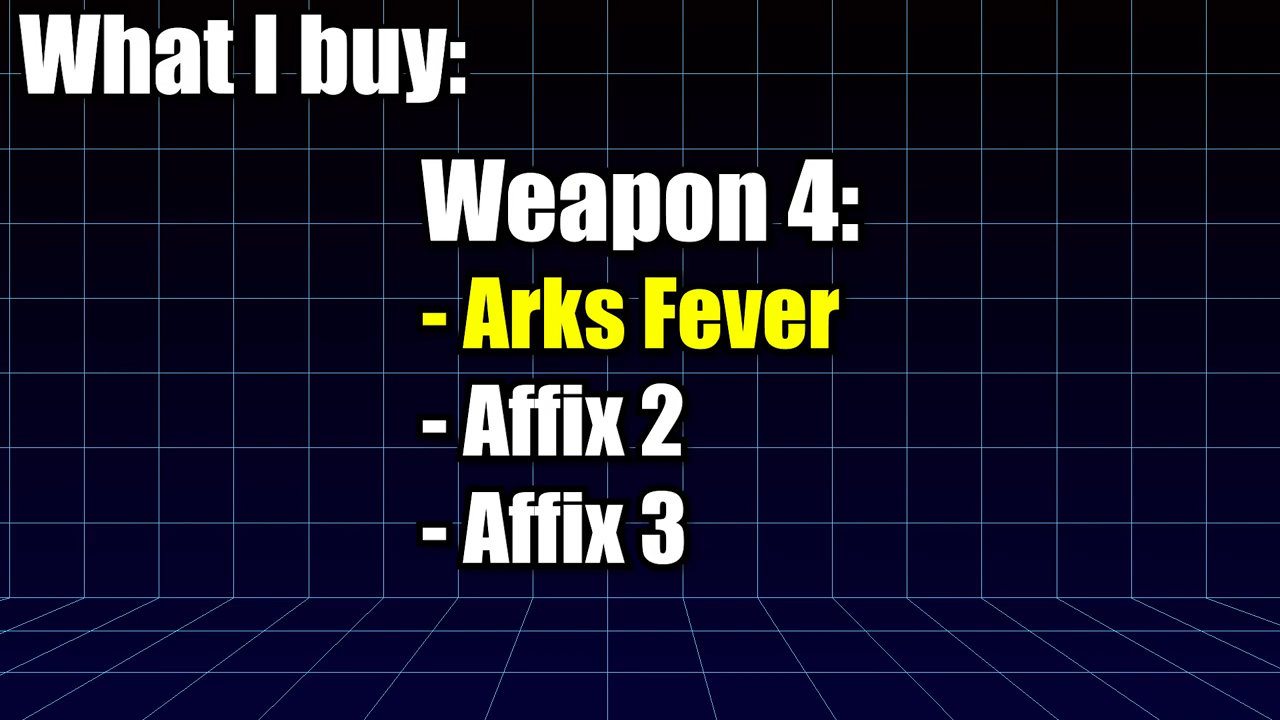 What I buy:
Weapon 4:
- Arks Fever
- Affix 2
- Affix 3